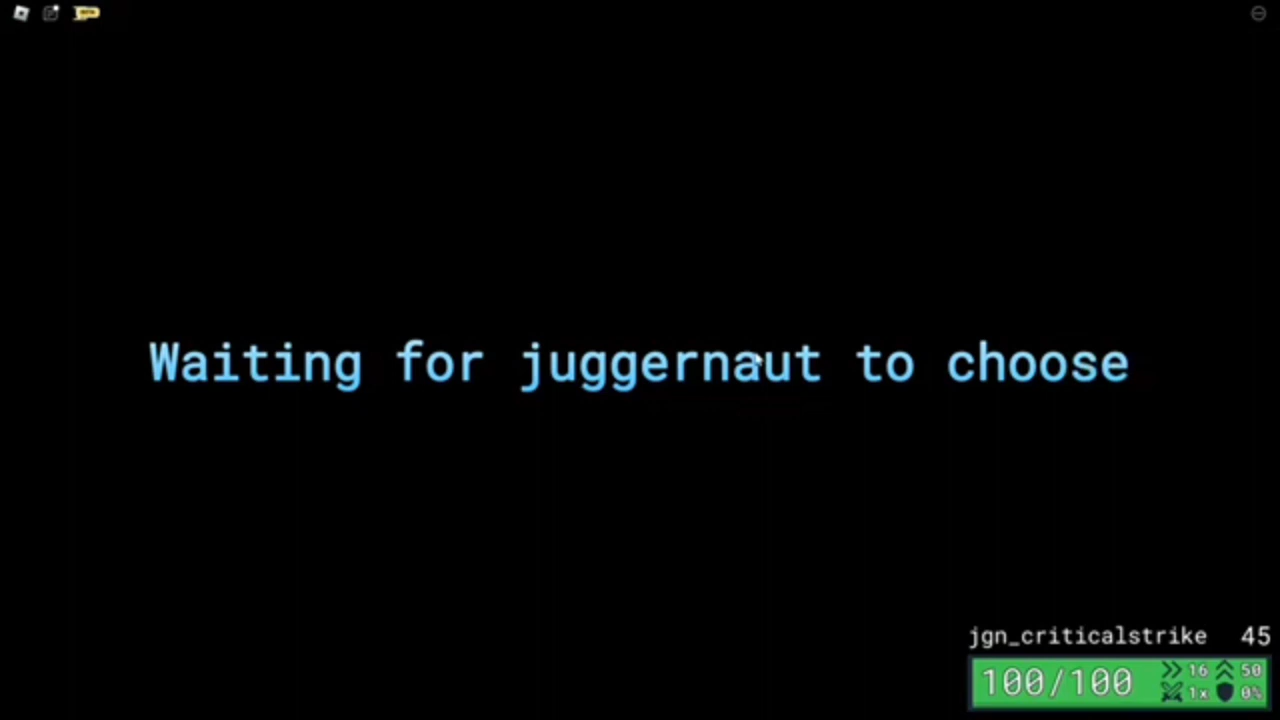 Waiting for juggernaut to choose
jgn_criticalstrike 45
100/100
16 50
1x 0%